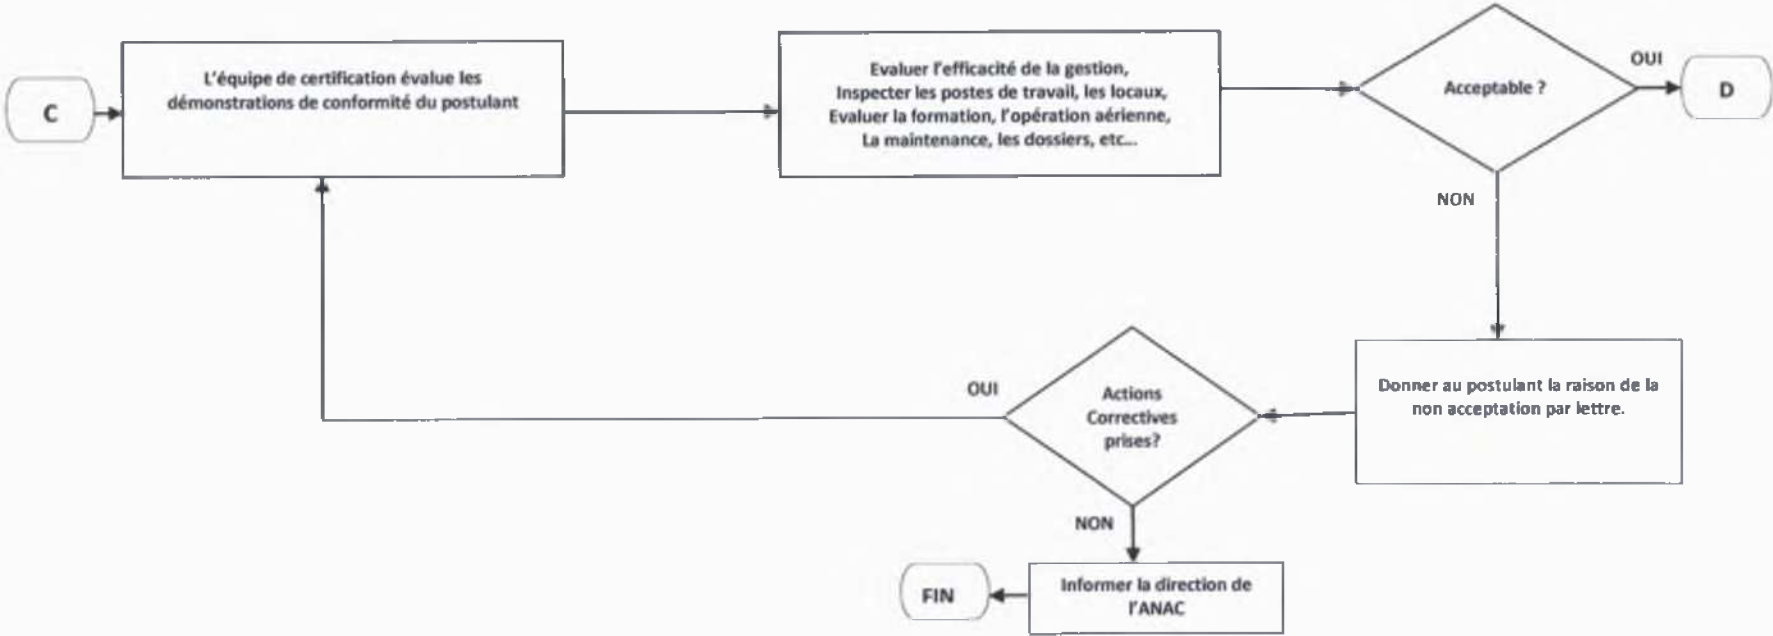 C
L'équipe de certification évalue les
démonstrations de conformité du postulant
Evaluer l'efficacité de la gestion,
Inspecter les postes de travail, les locaux,
Evaluer la formation, l'opération aérienne,
La maintenance, les dossiers, etc...
Acceptable ?
OUI
D
NON
Donner au postulant la raison de la
non acceptation par lettre.
Actions
Correctives
prises?
OUI
NON
Informer la direction de
l'ANAC
FIN